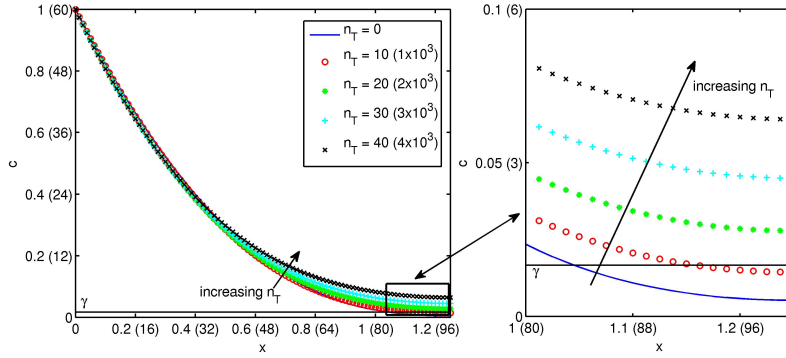 1 (60)
0.8 (48)
0.6 (36)
0.4 (24)
0.2 (12)
0
c
γ
0
0.2 (16)
0.4 (32)
0.6 (48)
0.8 (64)
1 (80)
1.2 (96)
x
n_T = 0
n_T = 10 (1x10^3)
n_T = 20 (2x10^3)
n_T = 30 (3x10^3)
n_T = 40 (4x10^3)
increasing n_T
0.1 (6)
0.05 (3)
0
c
γ
increasing n_T
1 (80)
1.1 (88)
1.2 (96)
x